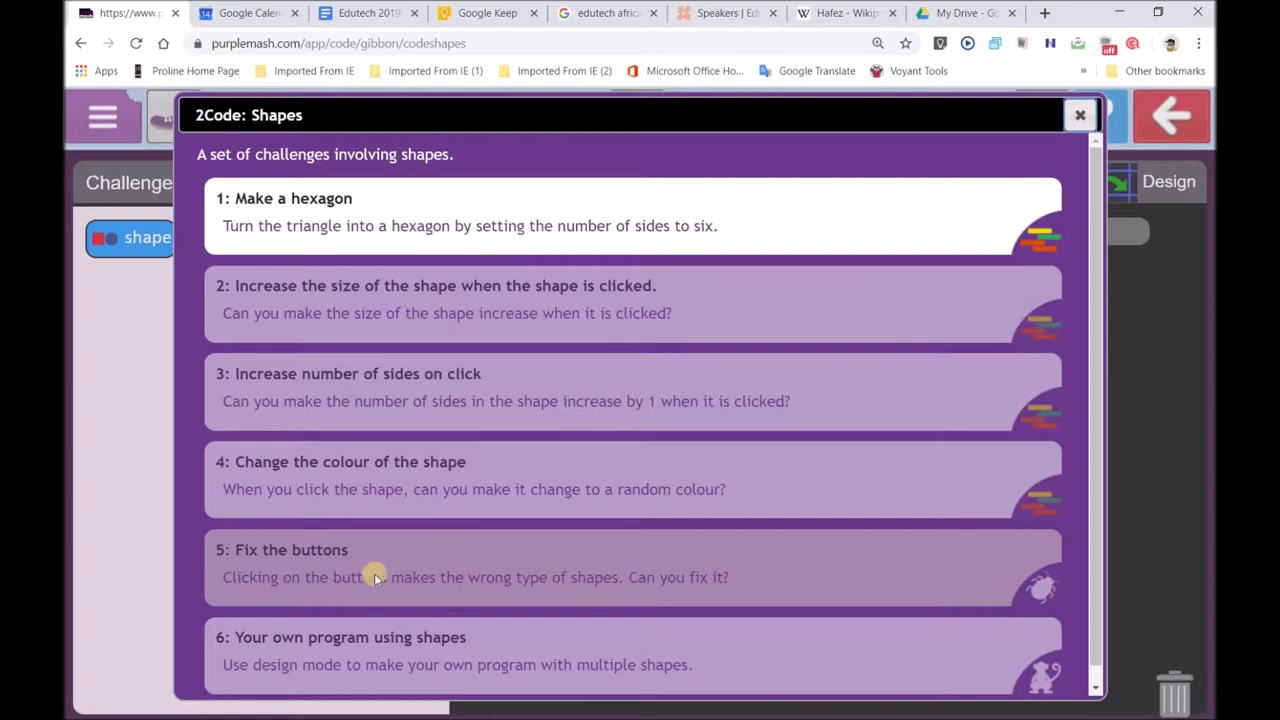 https://www.p
Google Calen
Edutech 2019
Google Keep
edutech africa
Speakers | Ed
Hafez - Wikip
My Drive - Go
purplemash.com/app/code/gibbon/codeshapes
off
Apps
Proline Home Page
Imported From IE
Imported From IE (1)
Imported From IE (2)
Microsoft Office Ho...
Google Translate
Voyant Tools
»
Other bookmarks
2Code: Shapes
A set of challenges involving shapes.
Challenge
Design
1: Make a hexagon
Turn the triangle into a hexagon by setting the number of sides to six.
shape
2: Increase the size of the shape when the shape is clicked.
Can you make the size of the shape increase when it is clicked?
3: Increase number of sides on click
Can you make the number of sides in the shape increase by 1 when it is clicked?
4: Change the colour of the shape
When you click the shape, can you make it change to a random colour?
5: Fix the buttons
Clicking on the butt makes the wrong type of shapes. Can you fix it?
6: Your own program using shapes
Use design mode to make your own program with multiple shapes.